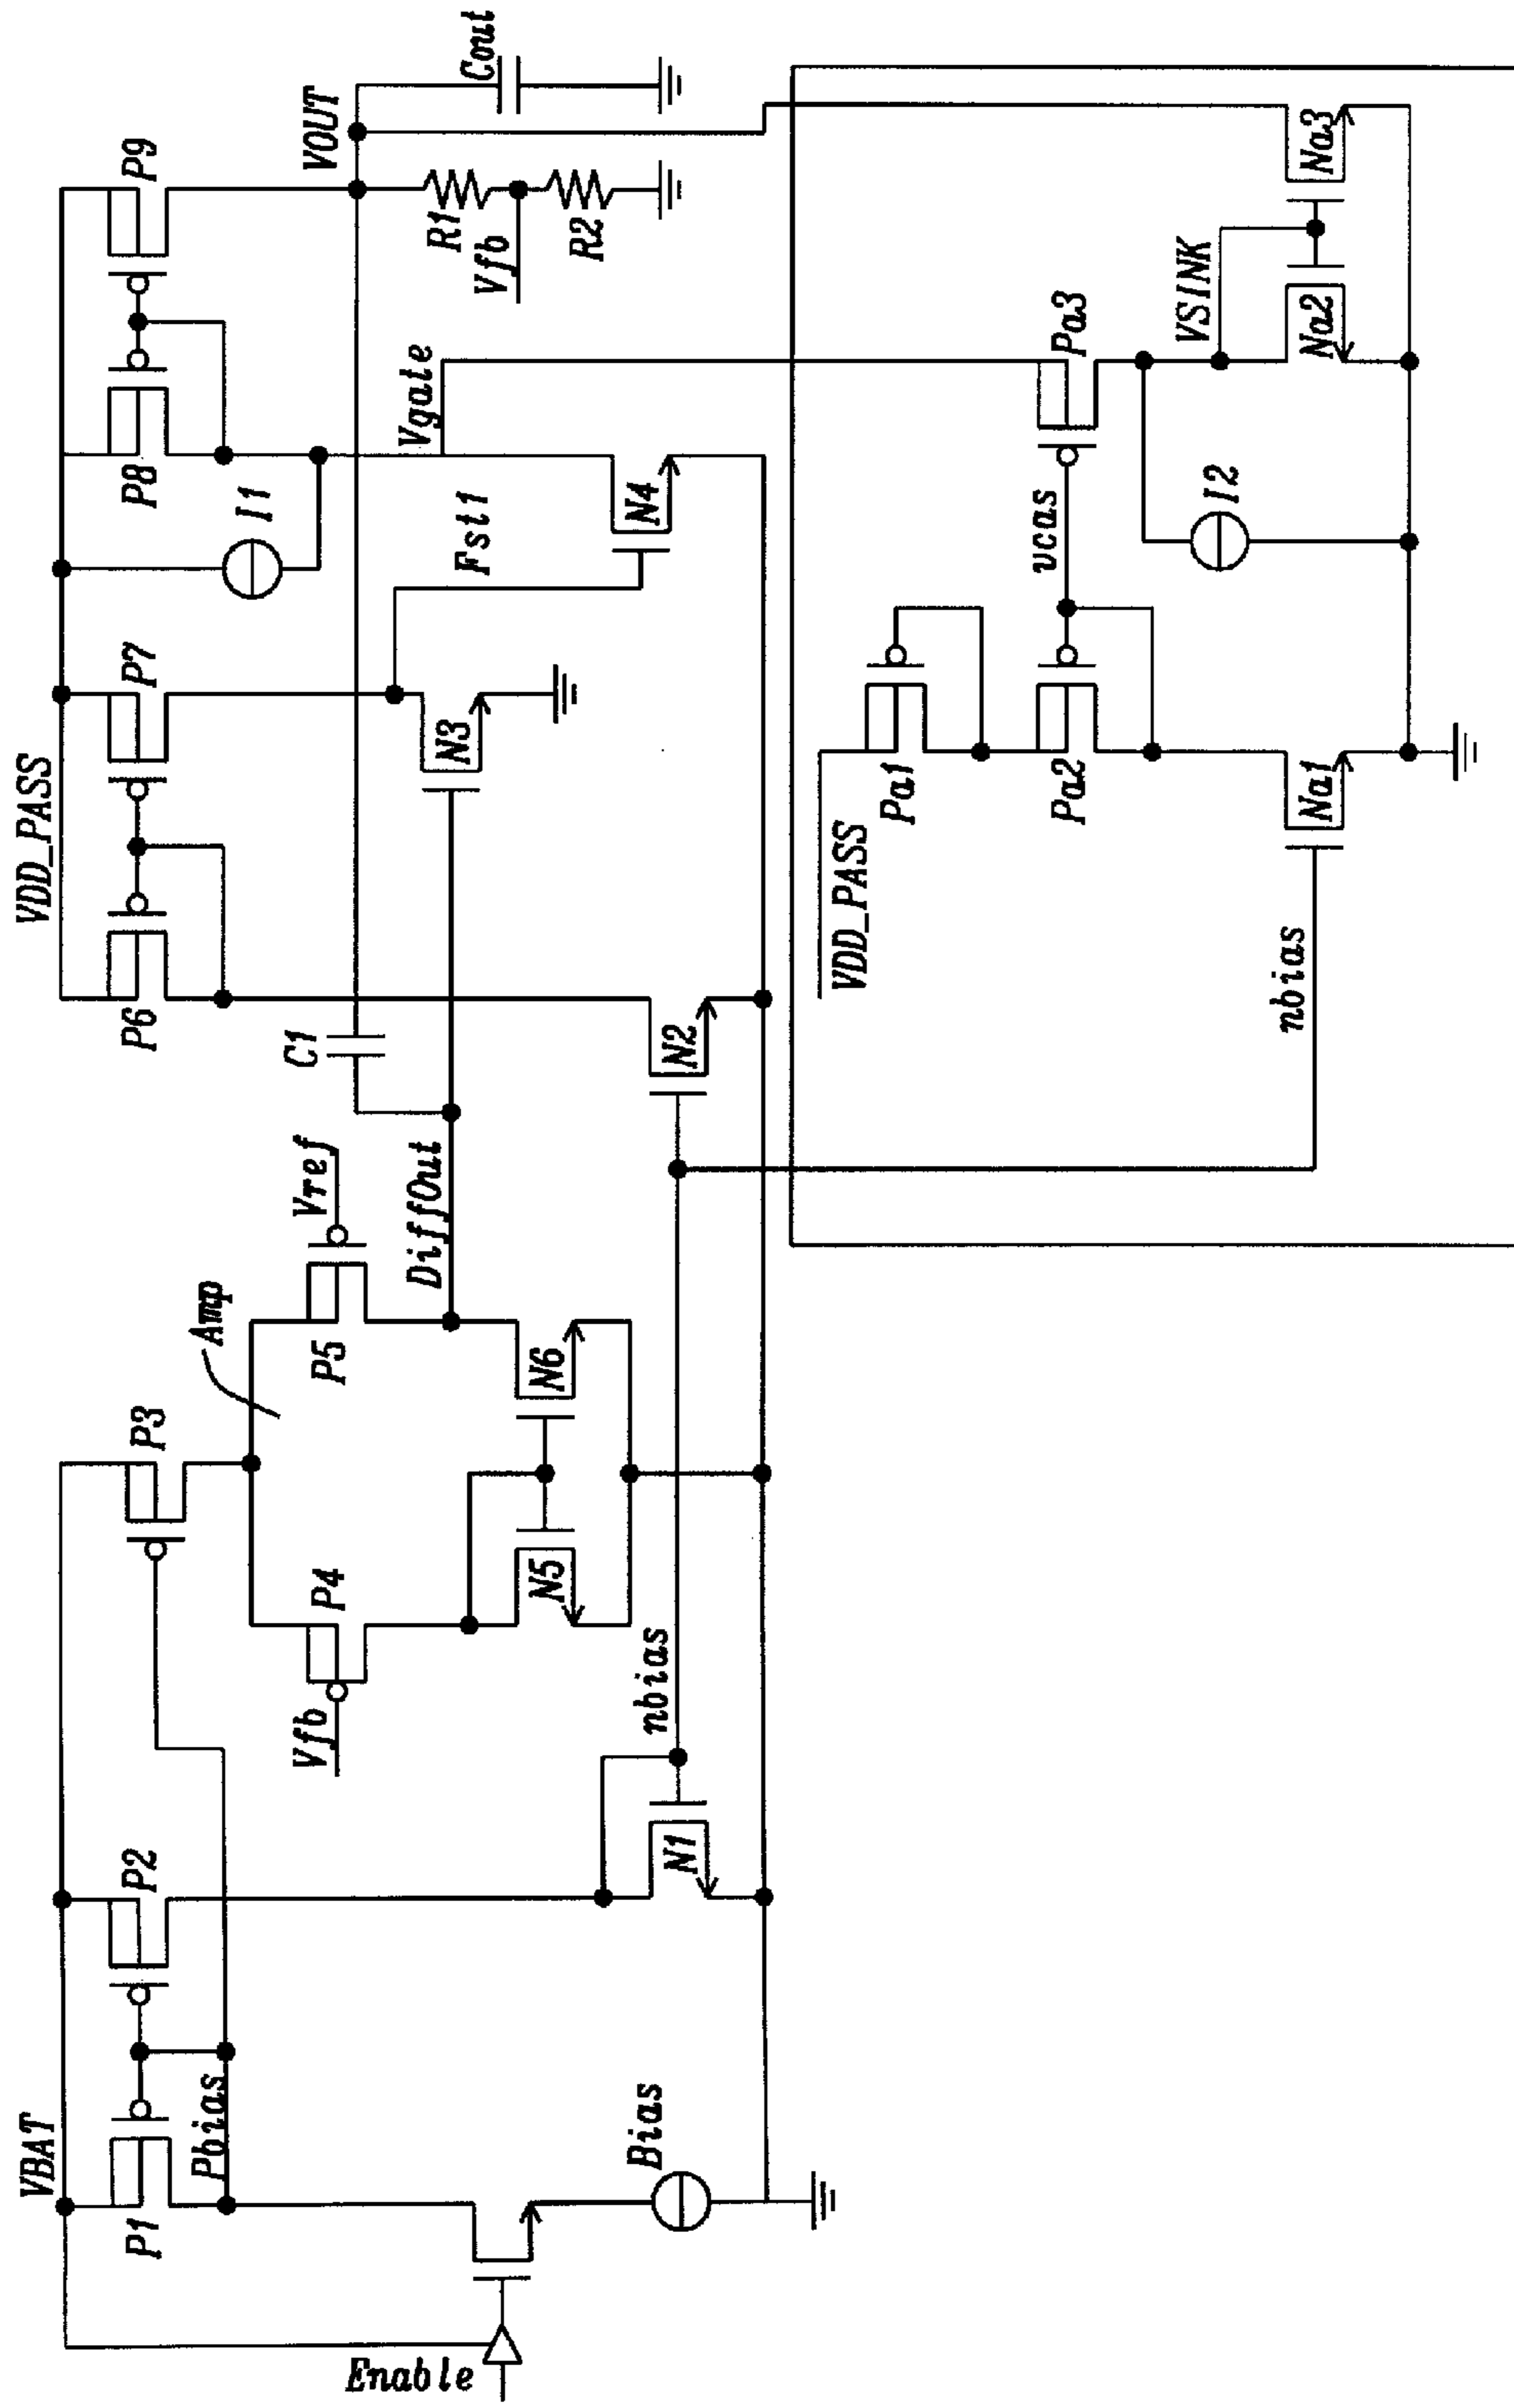 VBAT
VDD_PASS
P1
P2
P3
P6
P7
P8
P9
Pbias
Amp
C1
I1
VOUT
Cout
Vfb
P4
P5
Vref
DiffOut
Vgate
R1
Vfb
R2
Fst1
Enable
N5
N6
N3
N4
Bias
nbias
N1
N2
VDD_PASS
Pa1
Pa2
vcas
Pa3
I2
VSINK
nbias
Na1
Na2
Na3